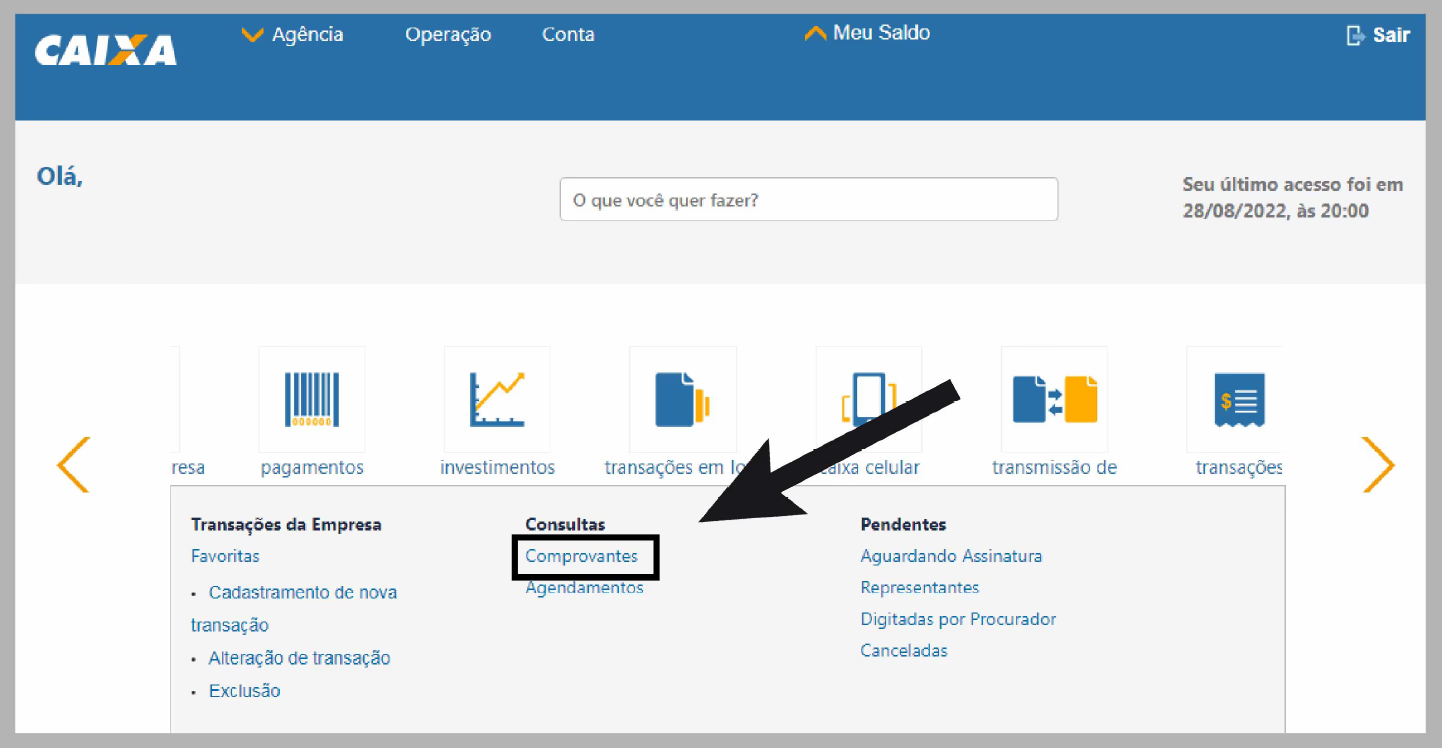 CAIXA
Agência
Operação
Conta
Meu Saldo
Sair
Olá,
O que você quer fazer?
Seu último acesso foi em
28/08/2022, às 20:00
resa
pagamentos
investimentos
transações em lo
caixa celular
transmissão de
transações
$
Transações da Empresa
Favoritas
• Cadastramento de nova
transação
• Alteração de transação
• Exclusão
Consultas
Comprovantes
Agendamentos
Pendentes
Aguardando Assinatura
Representantes
Digitadas por Procurador
Canceladas